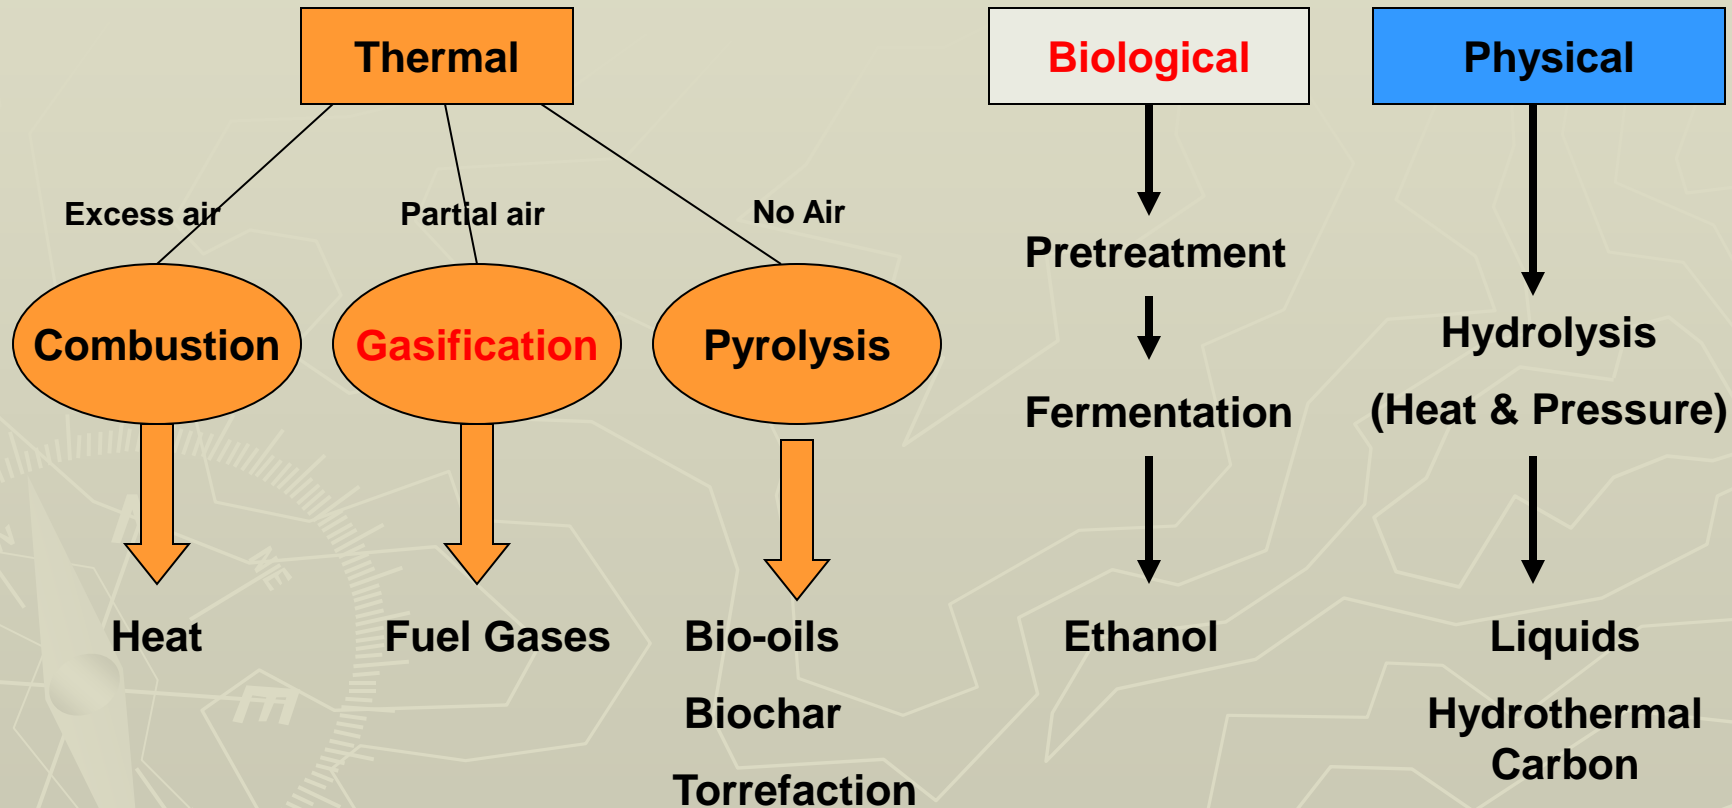 Thermal
Biological
Physical
Excess air
Partial air
No Air
Pretreatment
Combustion
Gasification
Pyrolysis
Hydrolysis
Fermentation
(Heat & Pressure)
NE
E
Heat
Fuel Gases
Bio-oils
Ethanol
Liquids
Biochar
Hydrothermal
Carbon
Torrefaction